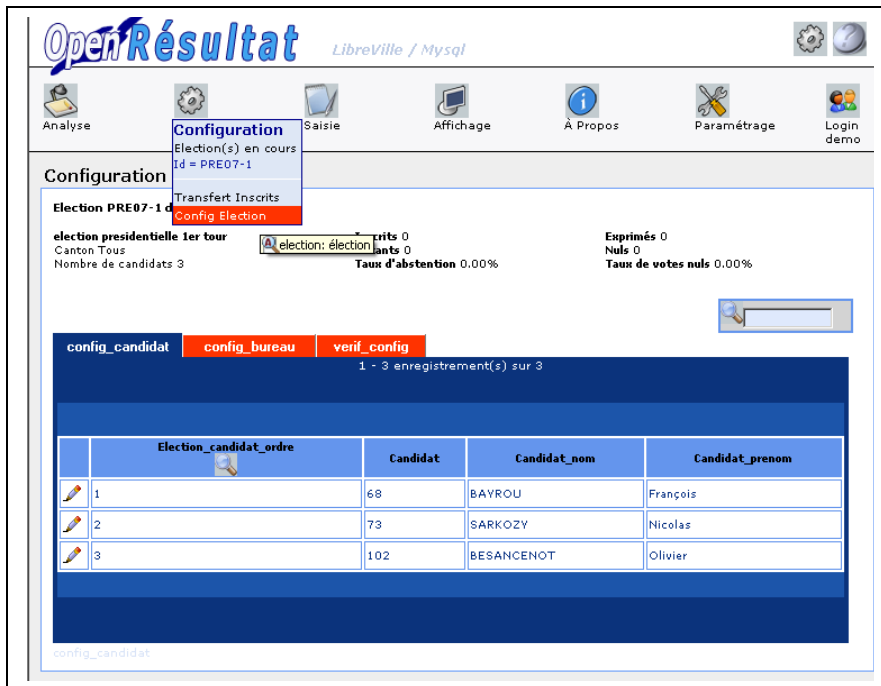 OpenRésultat LibreVille / Mysql
Analyse Saisie Affichage À Propos Paramétrage Login
demo
Configuration
Election(s) en cours
Id = PRE07-1
Transfert Inscrits
Config Election
Configuration
Election PRE07-1 d
election presidentielle 1er tour crits 0 Exprimés 0
election: élection
Canton Tous ants 0 Nuls 0
Nombre de candidats 3 Taux d'abstention 0.00% Taux de votes nuls 0.00%
config_candidat config_bureau verif_config
1 - 3 enregistrement(s) sur 3
Election_candidat_ordre Candidat Candidat_nom Candidat_prenom
1 68 BAYROU François
2 73 SARKOZY Nicolas
3 102 BESANCENOT Olivier
config_candidat